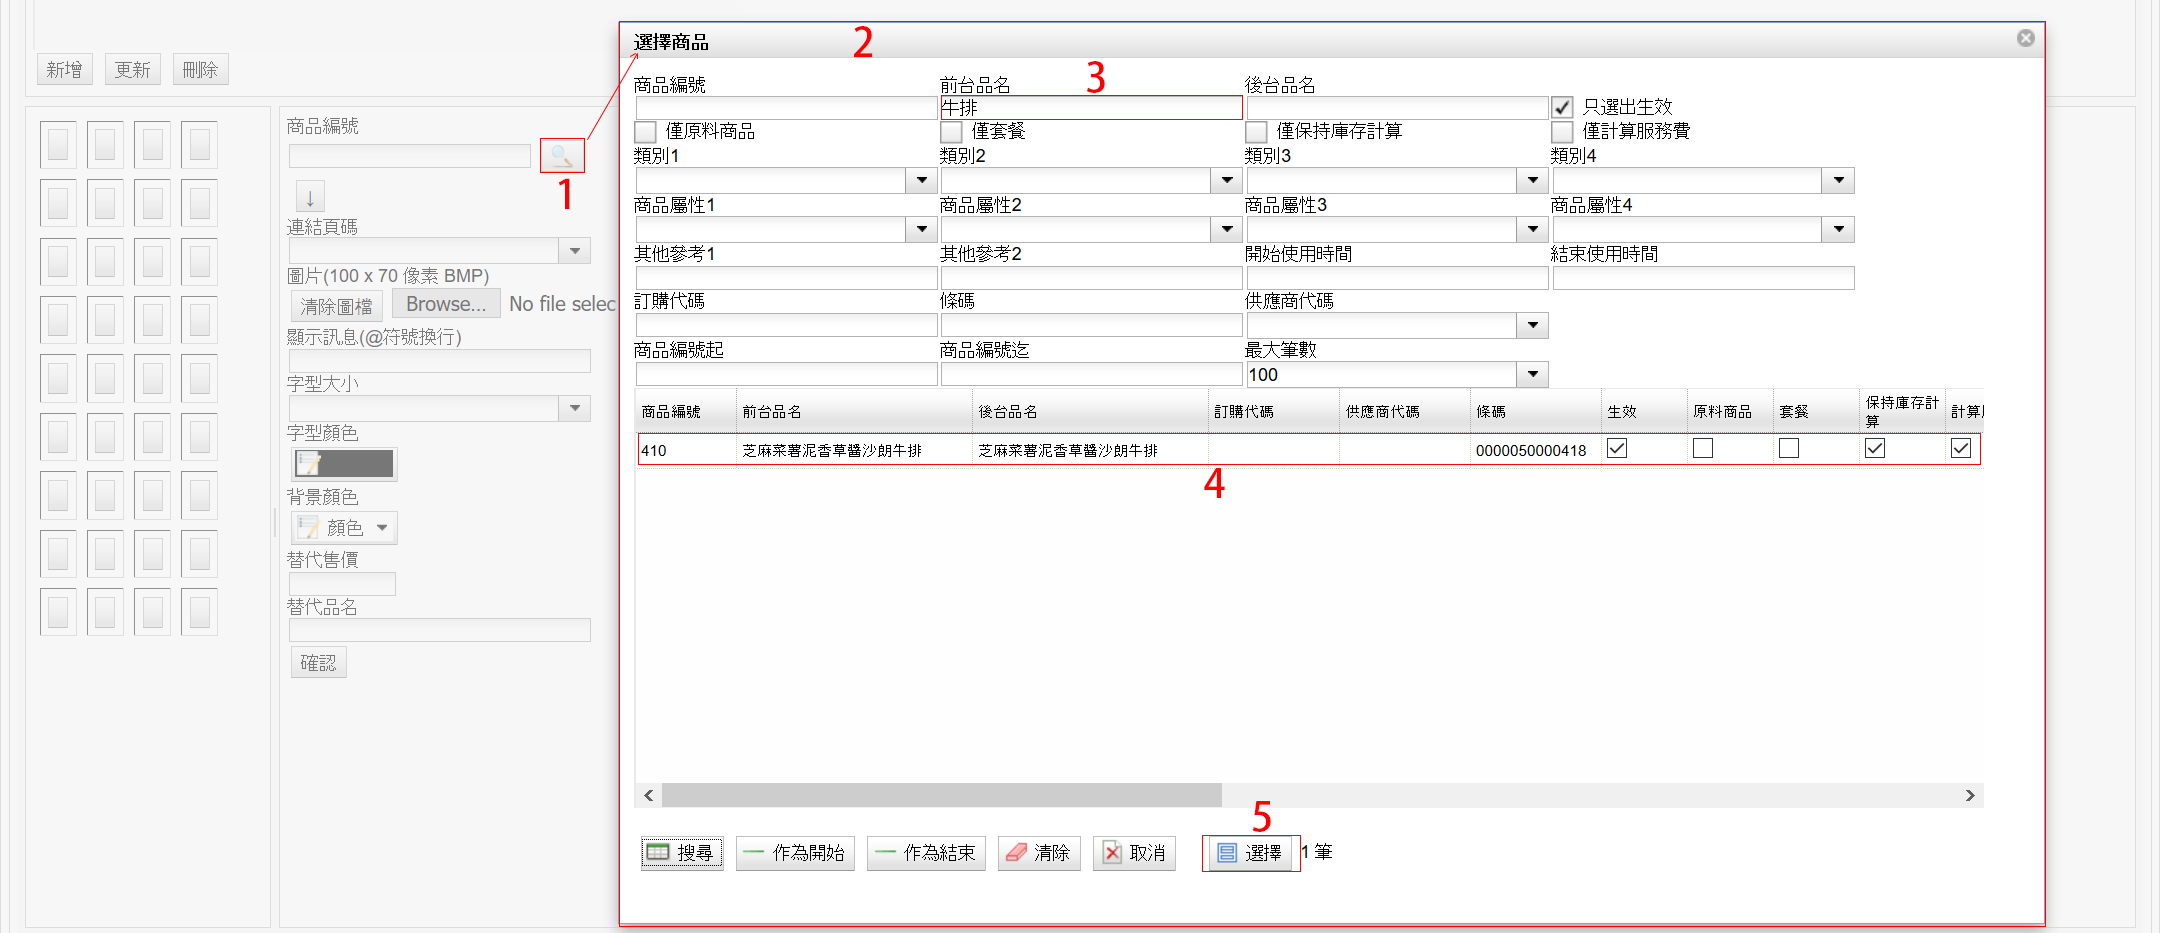 新增 更新 刪除
商品編號
1
↓
連結頁碼
圖片(100 x 70 像素 BMP)
清除圖檔 Browse... No file selec
顯示訊息(@符號換行)
字型大小
字型顏色
背景顏色
顏色
替代售價
替代品名
確認
選擇商品 2
3
商品編號 前台品名 後台品名
牛排 只選出生效
僅原料商品 僅套餐 僅保持庫存計算 僅計算服務費
類別1 類別2 類別3 類別4
商品屬性1 商品屬性2 商品屬性3 商品屬性4
其他參考1 其他參考2 開始使用時間 結束使用時間
訂購代碼 條碼 供應商代碼
商品編號起 商品編號迄 最大筆數
100
商品編號 前台品名 後台品名 訂購代碼 供應商代碼 條碼 生效 原料商品 套餐 保持庫存計算 計算
410 芝麻菜薯泥香草醬沙朗牛排 芝麻菜薯泥香草醬沙朗牛排 0000050000418
4
5
搜尋 作為開始 作為結束 清除 取消 選擇 1 筆